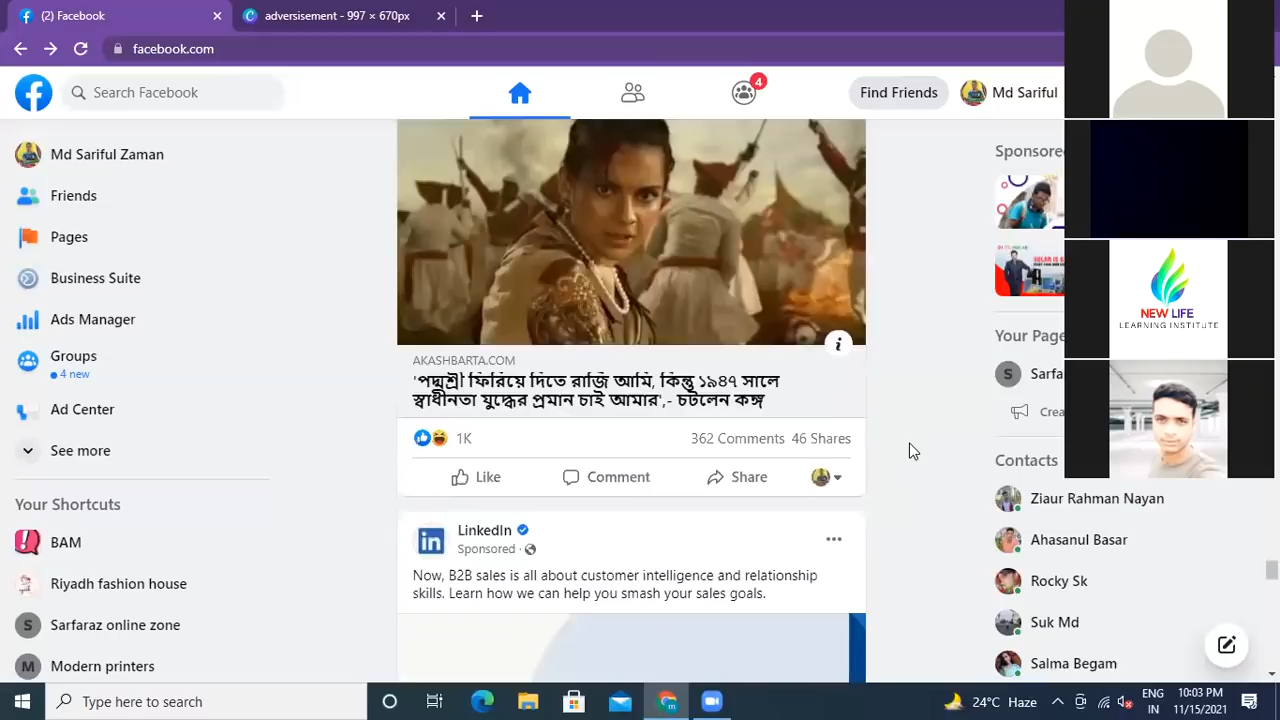 (2) Facebook
adversisement - 997 × 670px
facebook.com
Search Facebook
4
Find Friends
Md Sariful
Md Sariful Zaman
Friends
Pages
Business Suite
Ads Manager
Groups
4 new
Ad Center
See more
Your Shortcuts
BAM
Riyadh fashion house
Sarfaraz online zone
Modern printers
AKASHBARTA.COM
'পদ্মশ্রী ফিরিয়ে দিতে রাজি আমি, কিন্তু ১৯৪৭ সালে
স্বাধীনতা যুদ্ধের প্রমান চাই আমার',- চটলেন কঙ্গ
1K
362 Comments 46 Shares
Like
Comment
Share
LinkedIn
Sponsored
Now, B2B sales is all about customer intelligence and relationship
skills. Learn how we can help you smash your sales goals.
Sponsore
Your Page
Sarfa
Crea
Contacts
Ziaur Rahman Nayan
Ahasanul Basar
Rocky Sk
Suk Md
Salma Begam
NEW LIFE
LEARNING INSTITUTE
Type here to search
24°C Haze
ENG
IN
10:03 PM
11/15/2021